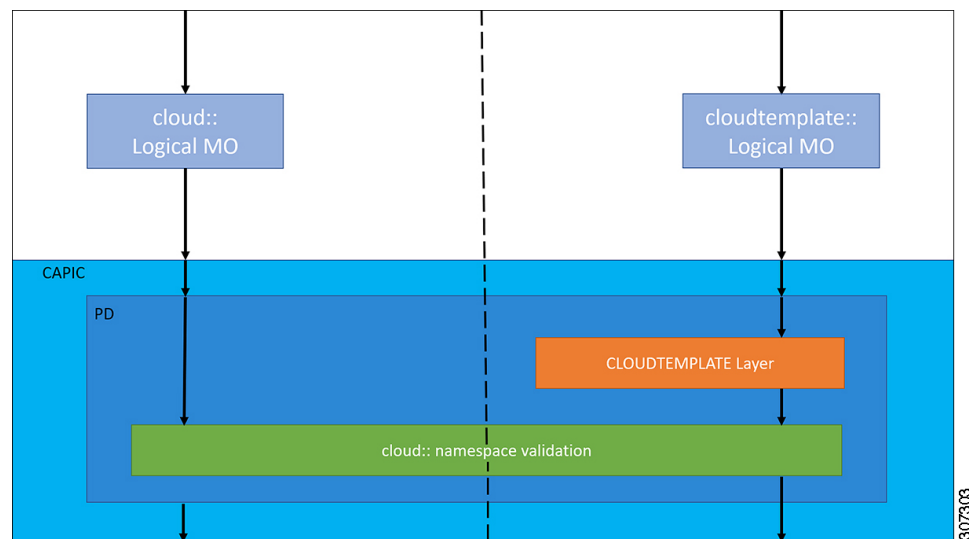 cloud::
Logical MO
cloudtemplate::
Logical MO
CAPIC
PD
CLOUDTEMPLATE Layer
cloud:: namespace validation
307303